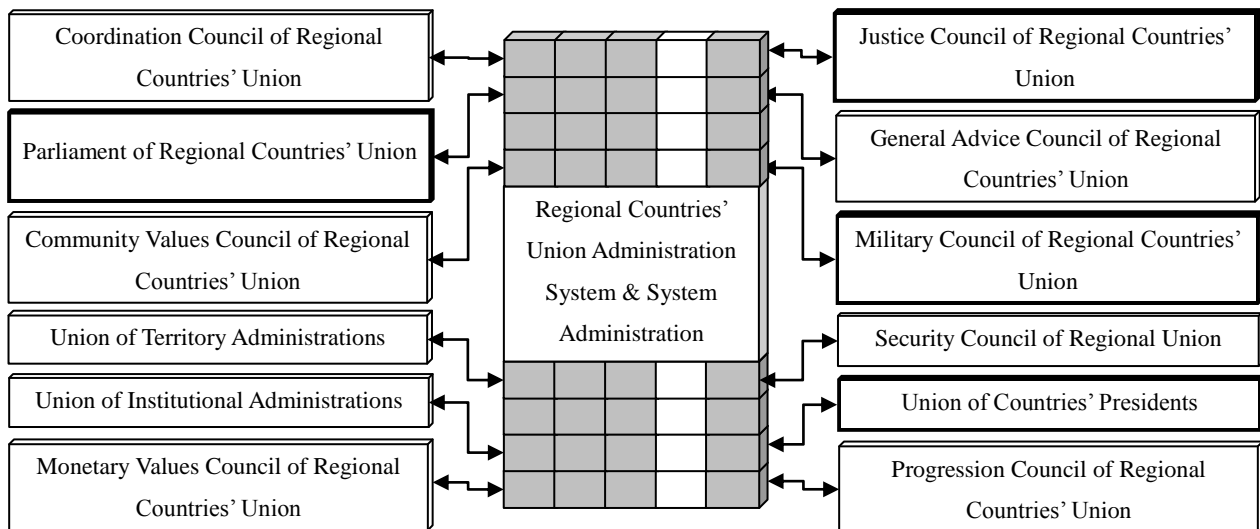 Coordination Council of Regional
Countries’ Union
Parliament of Regional Countries’ Union
Community Values Council of Regional
Countries’ Union
Union of Territory Administrations
Union of Institutional Administrations
Monetary Values Council of Regional
Countries’ Union
Regional Countries’
Union Administration
System & System
Administration
Justice Council of Regional Countries’
Union
General Advice Council of Regional
Countries’ Union
Military Council of Regional Countries’
Union
Security Council of Regional Union
Union of Countries’ Presidents
Progression Council of Regional
Countries’ Union